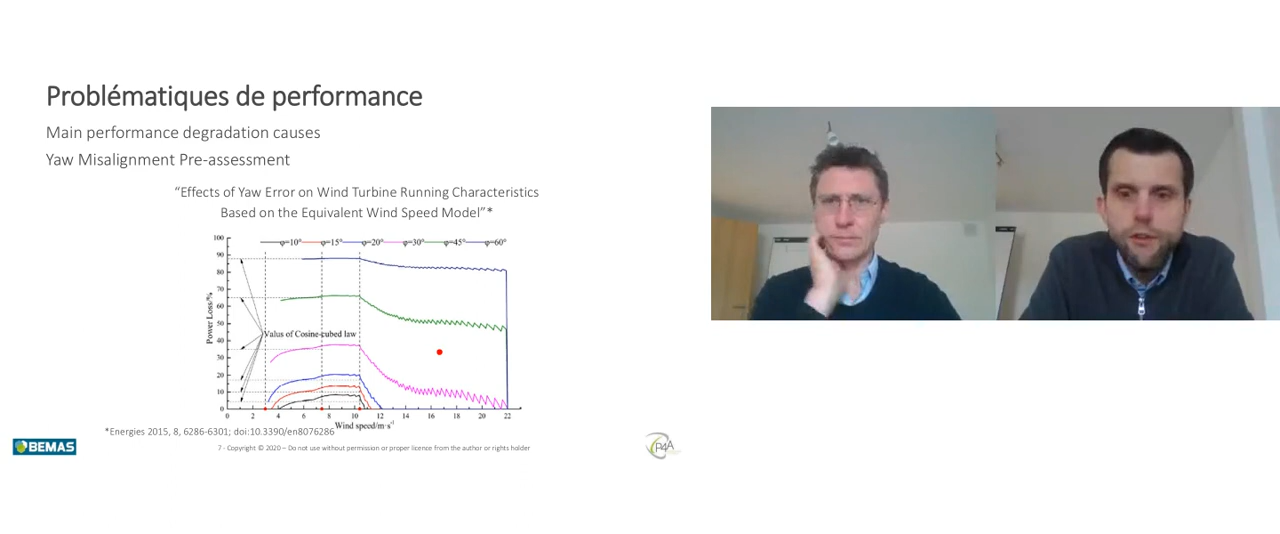 Problématiques de performance
Main performance degradation causes
Yaw Misalignment Pre-assessment
“Effects of Yaw Error on Wind Turbine Running Characteristics
Based on the Equivalent Wind Speed Model”*
φ=10° φ=15° φ=20° φ=30° φ=45° φ=60°
100
90
80
70
60
50
40
30
20
10
0
Power Loss/%
Valus of Cosine-cubed law
0 2 4 6 8 10 12 14 16 18 20 22
Wind speed/m·s⁻¹
*Energies 2015, 8, 6286-6301; doi:10.3390/en8076286
BEMAS
7 - Copyright © 2020 – Do not use without permission or proper licence from the author or rights holder
P4A